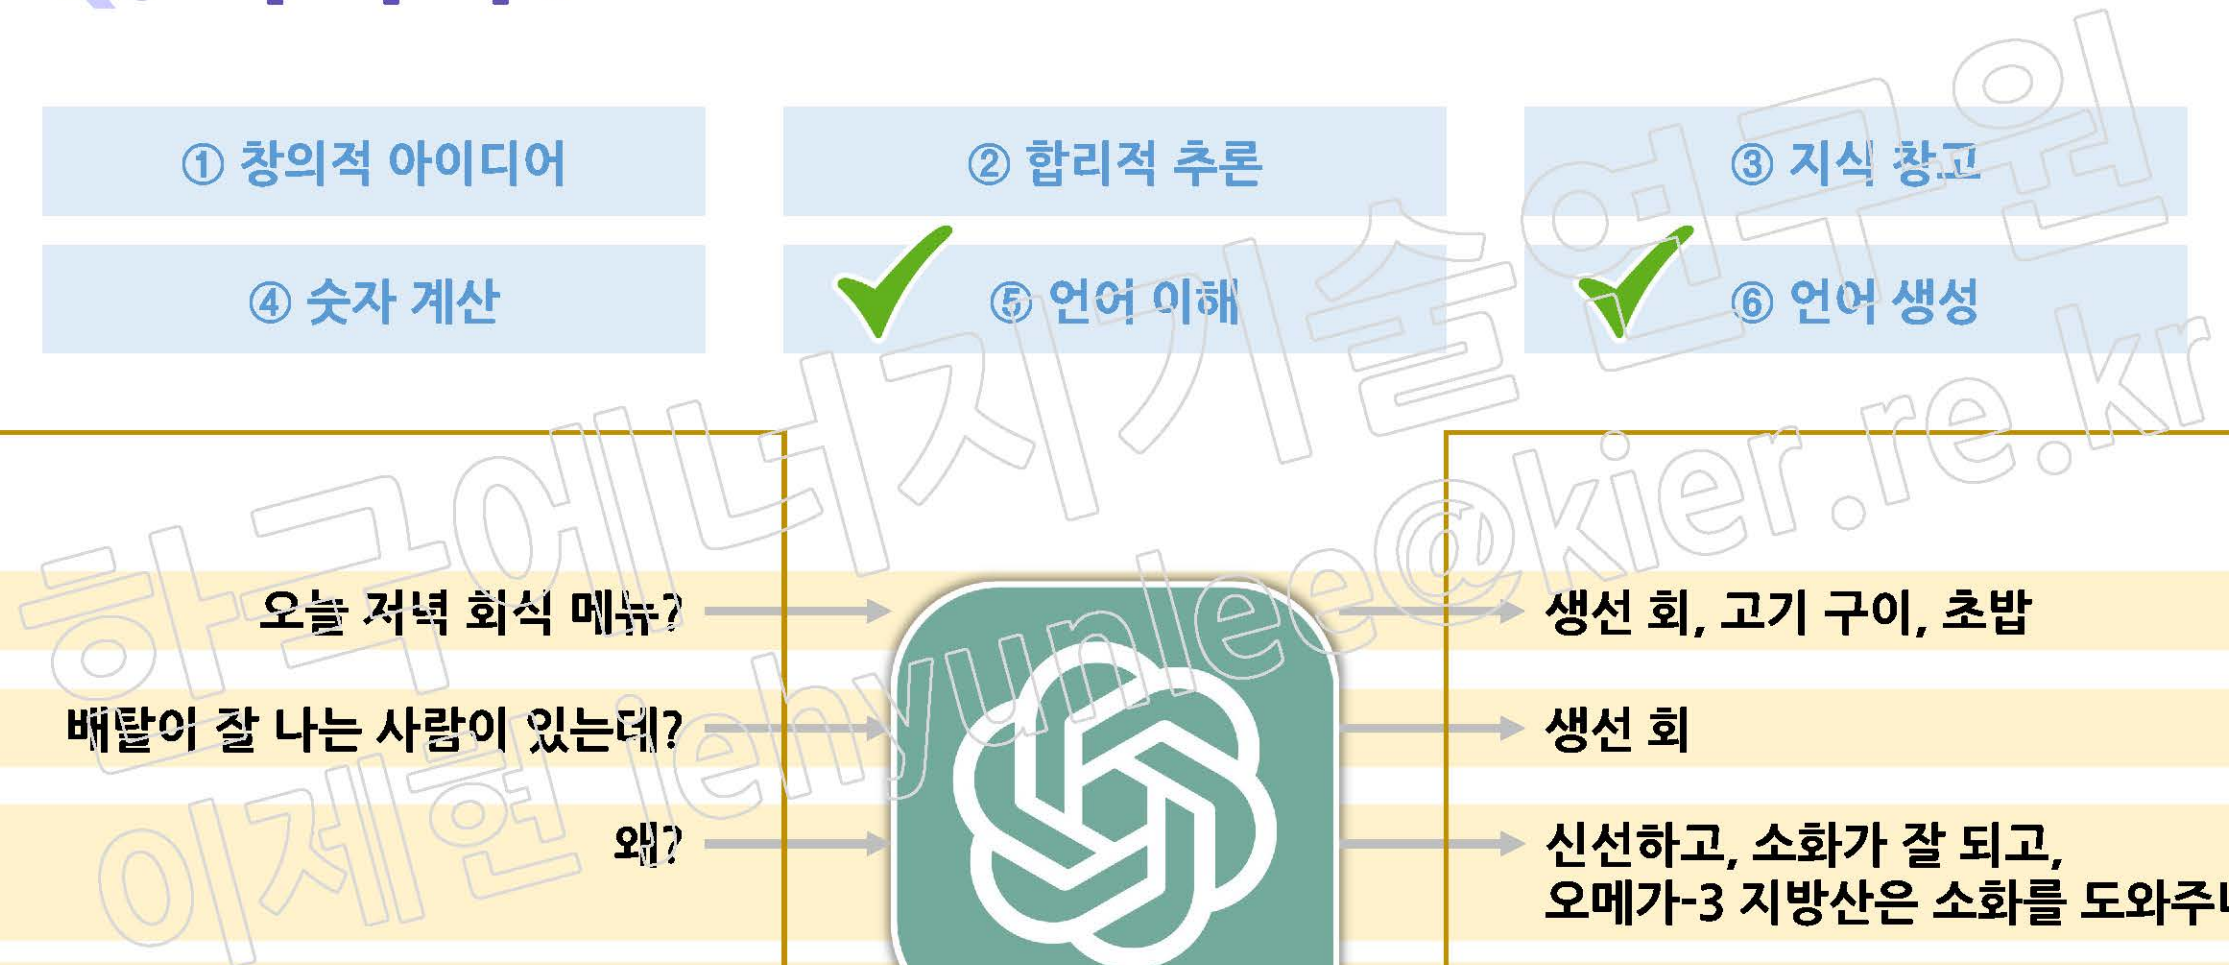 ① 창의적 아이디어
② 합리적 추론
③ 지식 창고
④ 숫자 계산
⑤ 언어 이해
⑥ 언어 생성
오늘 저녁 회식 메뉴?
생선 회, 고기 구이, 초밥
배탈이 잘 나는 사람이 있는데?
생선 회
왜?
신선하고, 소화가 잘 되고,
오메가-3 지방산은 소화를 도와주
한국에너지기술연구원
이제현 jehyunlee@kier.re.kr